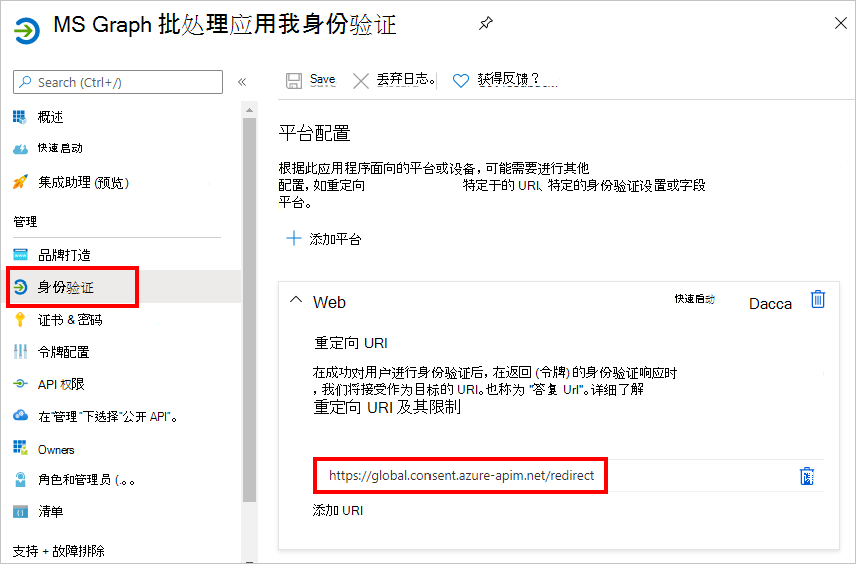 MS Graph 批处理应用我身份验证
Search (Ctrl+/)
«
Save
丢弃日志。
获得反馈？
概述
快速启动
集成助理 (预览)
管理
品牌打造
身份验证
证书 & 密码
令牌配置
API 权限
在"管理"下选择"公开 API"。
Owners
角色和管理员 (.。。
清单
支持 + 故障排除
平台配置
根据此应用程序面向的平台或设备，可能需要进行其他
配置，如重定向 特定于的 URI、特定的身份验证设置或字段
平台。
添加平台
Web
快速启动
Dacca
重定向 URI
在成功对用户进行身份验证后，在返回 (令牌) 的身份验证响应时
，我们将接受作为目标的 URI。也称为 "答复 Url"。详细了解
重定向 URI 及其限制
https://global.consent.azure-apim.net/redirect
添加 URI